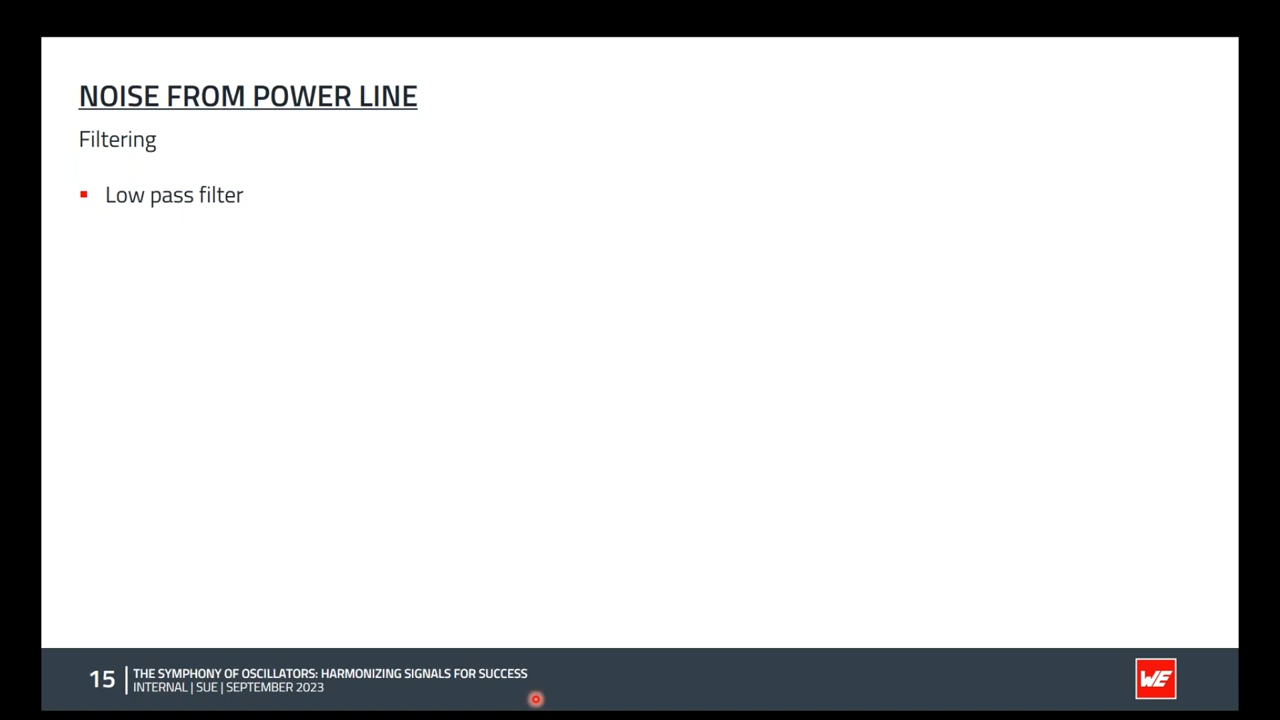 NOISE FROM POWER LINE
Filtering
Low pass filter
15
THE SYMPHONY OF OSCILLATORS: HARMONIZING SIGNALS FOR SUCCESS
INTERNAL | SUE | SEPTEMBER 2023
WE